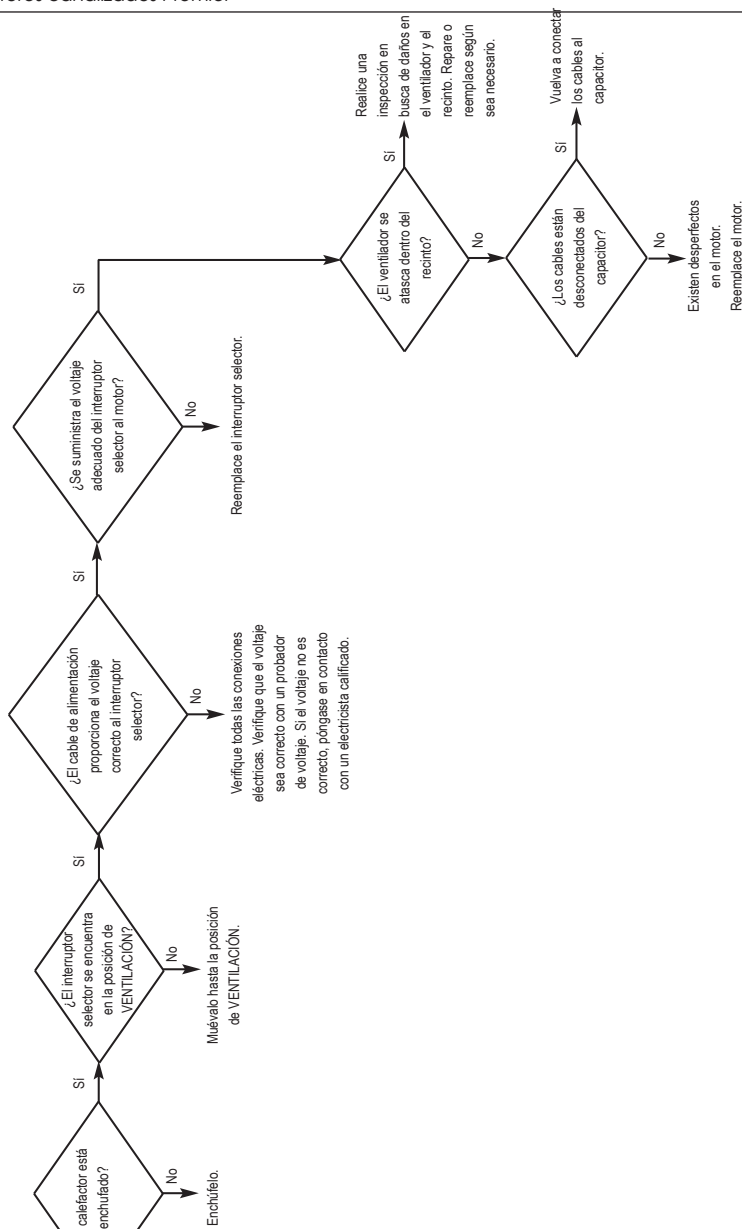 calefactor está
enchufado?
No
Enchúfelo.
Sí
¿El interruptor
selector se encuentra
en la posición de
VENTILACIÓN?
No
Muévalo hasta la posición
de VENTILACIÓN.
Sí
¿El cable de alimentación
proporciona el voltaje
correcto al interruptor
selector?
No
Verifique todas las conexiones
eléctricas. Verifique que el voltaje
sea correcto con un probador
de voltaje. Si el voltaje no es
correcto, póngase en contacto
con un electricista calificado.
Sí
¿Se suministra el voltaje
adecuado del interruptor
selector al motor?
No
Reemplace el interruptor selector.
Sí
¿El ventilador se
atasca dentro del
recinto?
Sí
Realice una
inspección en
busca de daños en
el ventilador y el
recinto. Repare o
reemplace según
sea necesario.
No
¿Los cables están
desconectados del
capacitor?
Sí
Vuelva a conectar
los cables al
capacitor.
No
Existen desperfectos
en el motor.
Reemplace el motor.